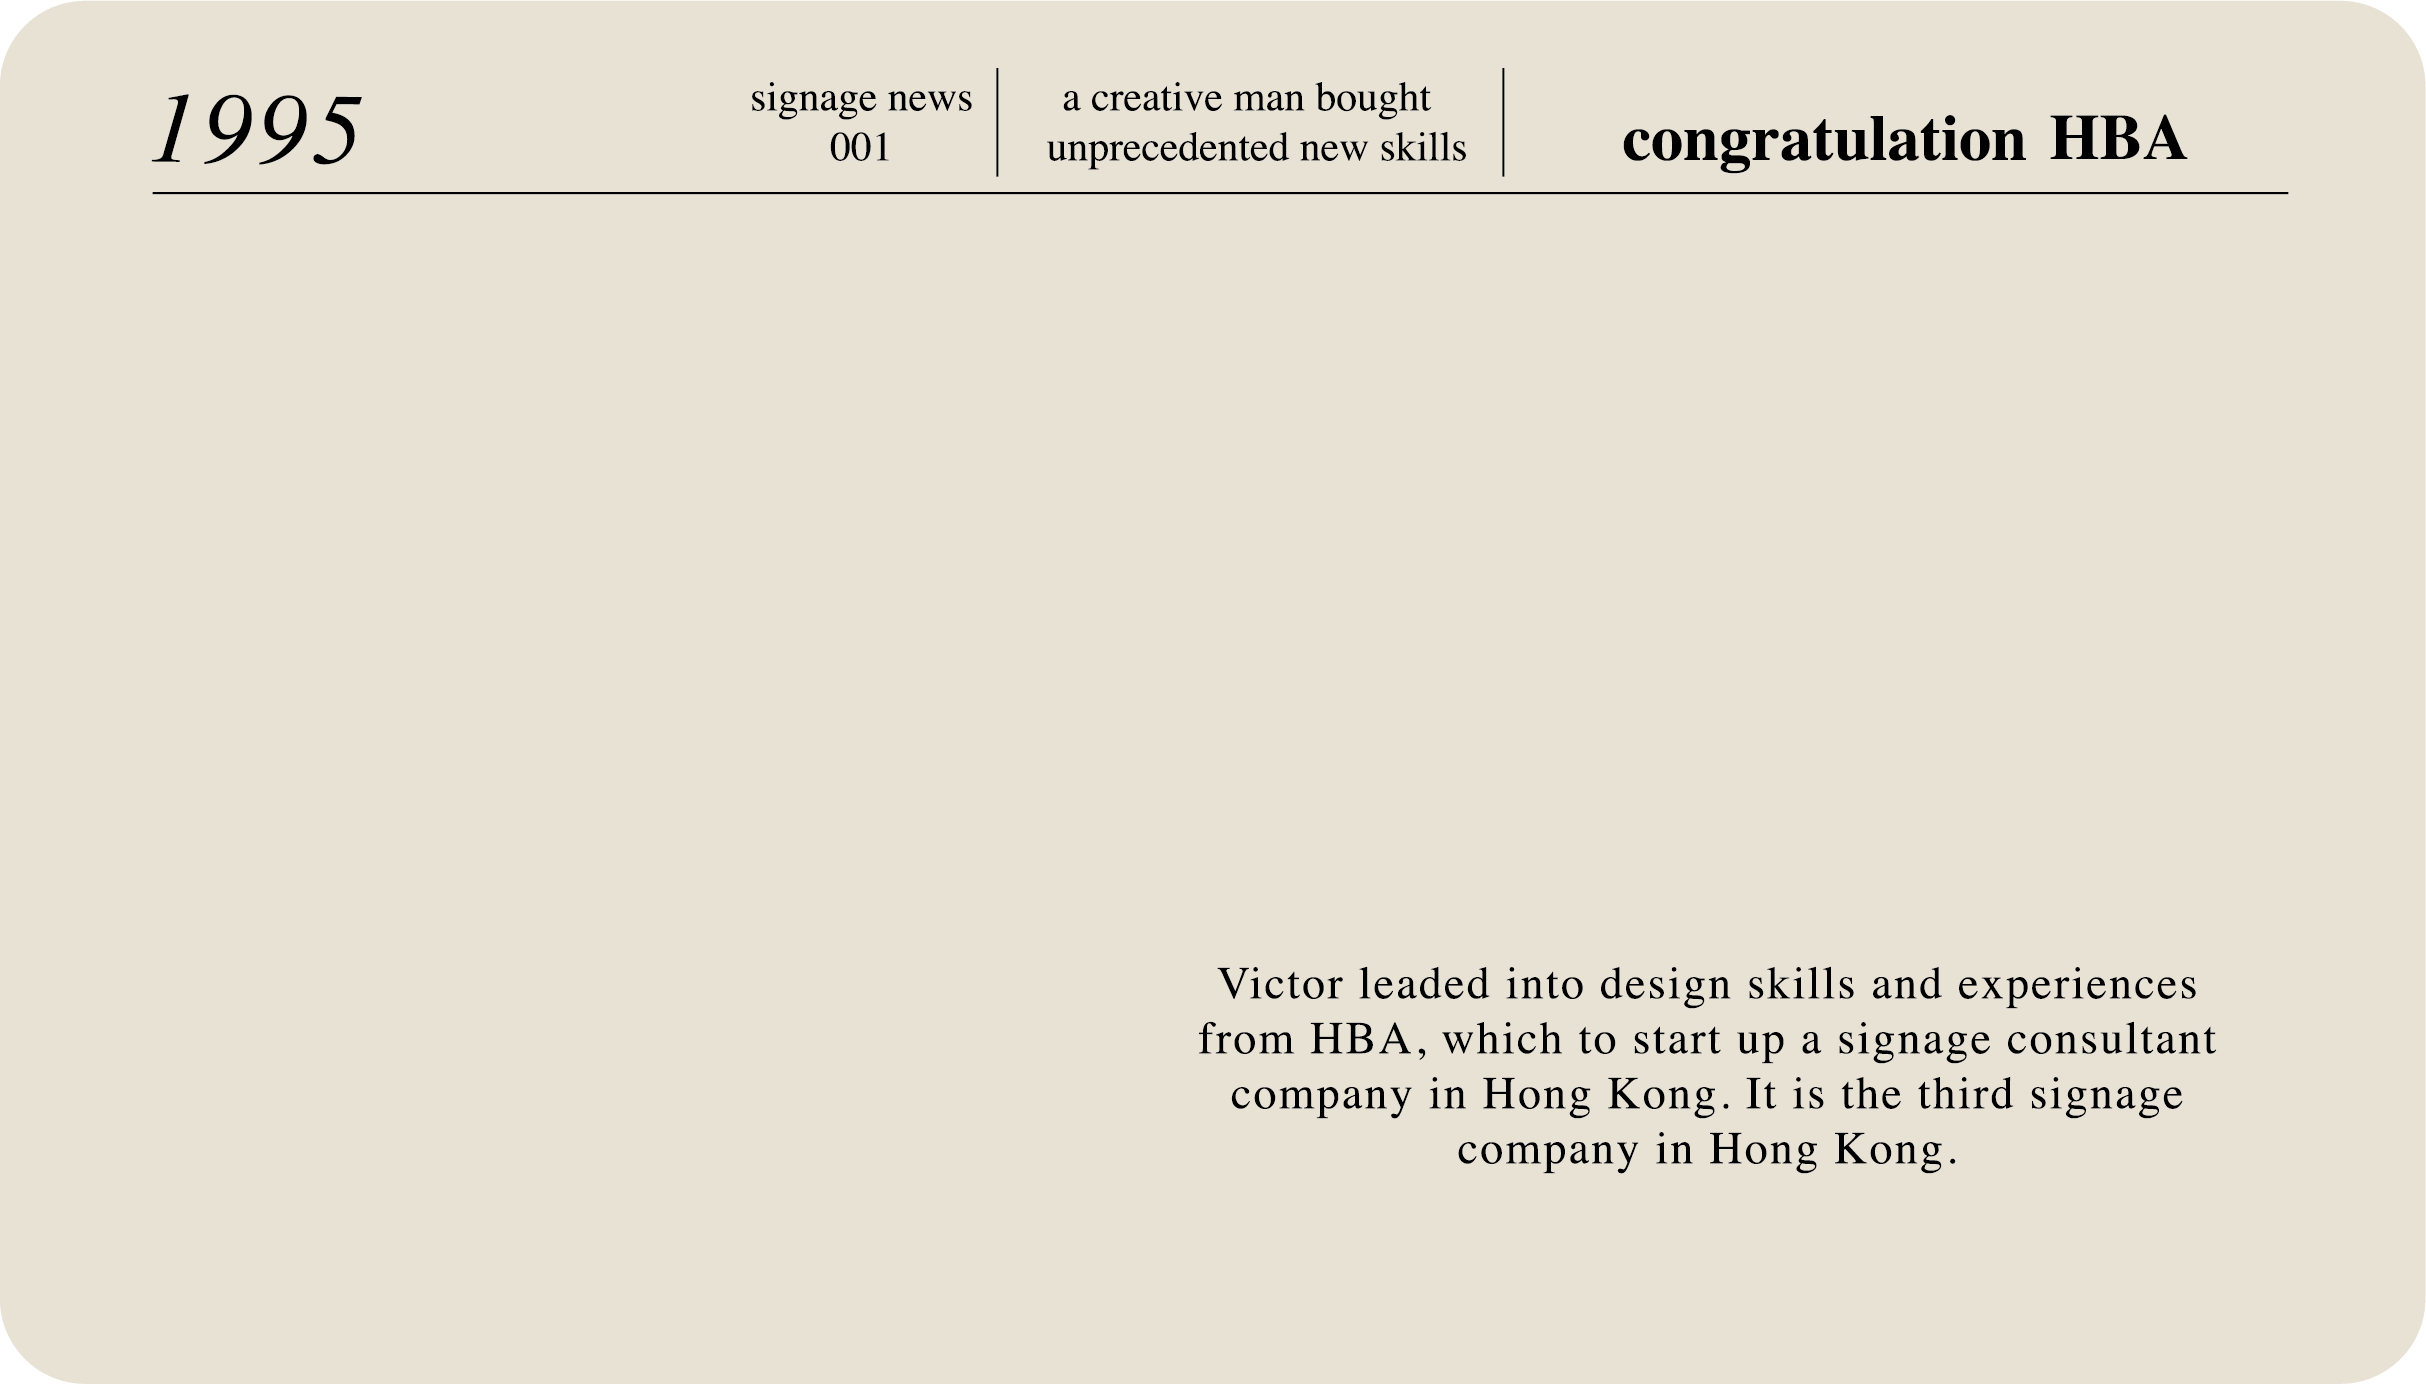 1995
signage news
001
a creative man bought
unprecedented new skills
congratulation HBA
Victor leaded into design skills and experiences
from HBA, which to start up a signage consultant
company in Hong Kong. It is the third signage
company in Hong Kong.